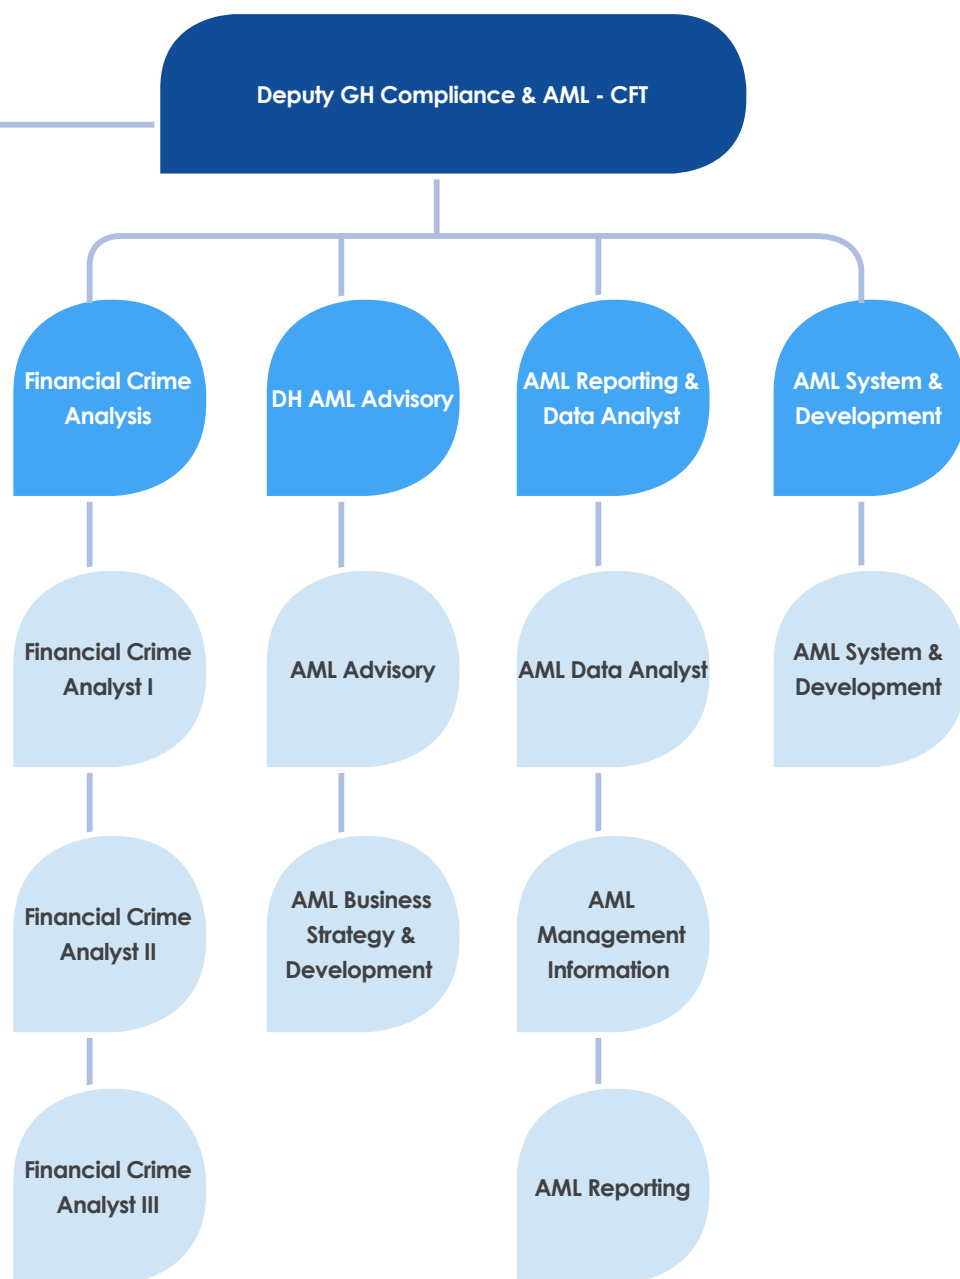 Deputy GH Compliance & AML - CFT
Financial Crime
Analysis
DH AML Advisory
AML Reporting &
Data Analyst
AML System &
Development
Financial Crime
Analyst I
AML Advisory
AML Data Analyst
AML System &
Development
Financial Crime
Analyst II
AML Business
Strategy &
Development
AML
Management
Information
Financial Crime
Analyst III
AML Reporting